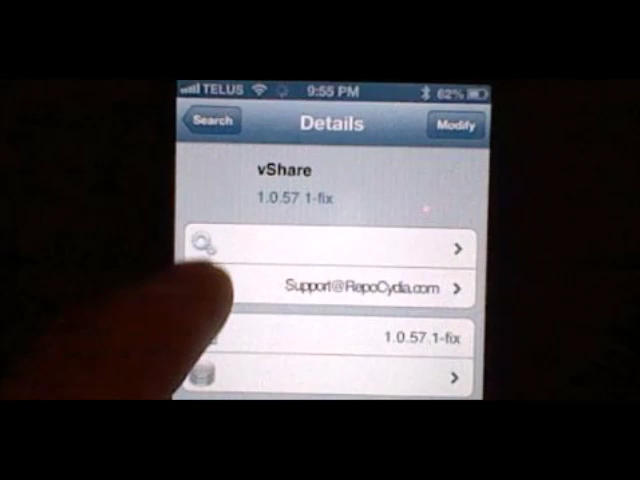 TELUS 9:55 PM 62%
Search Details Modify
vShare
1.0.57 1-fix
Support@RepoCydia.com
1.0.57.1-fix